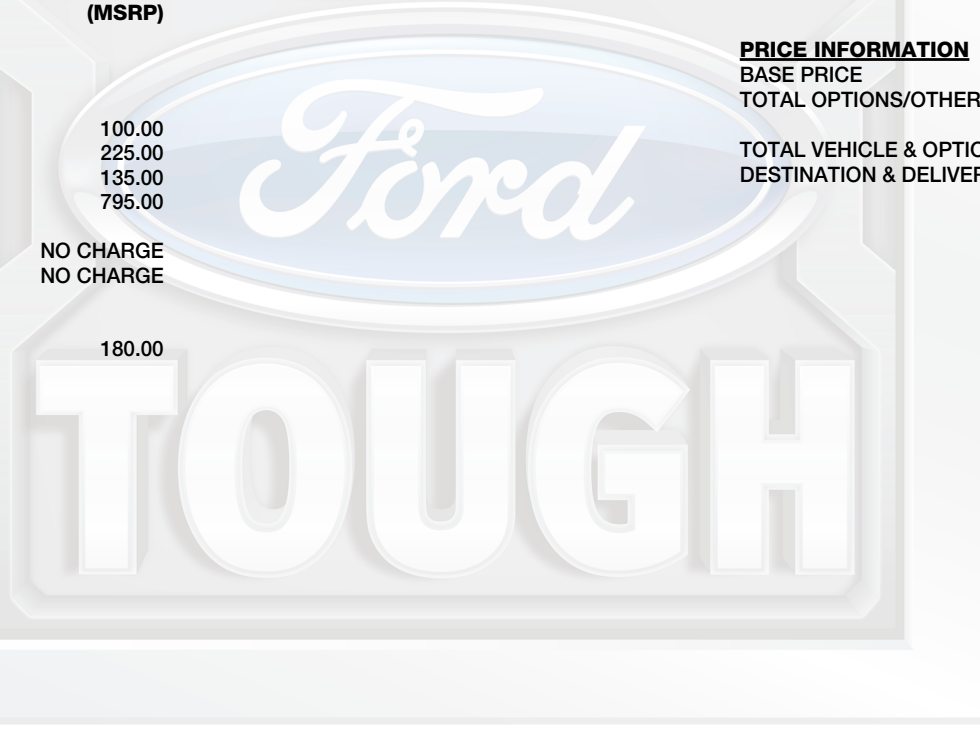 (MSRP)
100.00
225.00
135.00
795.00
NO CHARGE
NO CHARGE
180.00
PRICE INFORMATION
BASE PRICE
TOTAL OPTIONS/OTHER
TOTAL VEHICLE & OPTIO
DESTINATION & DELIVER
Ford
TOUGH